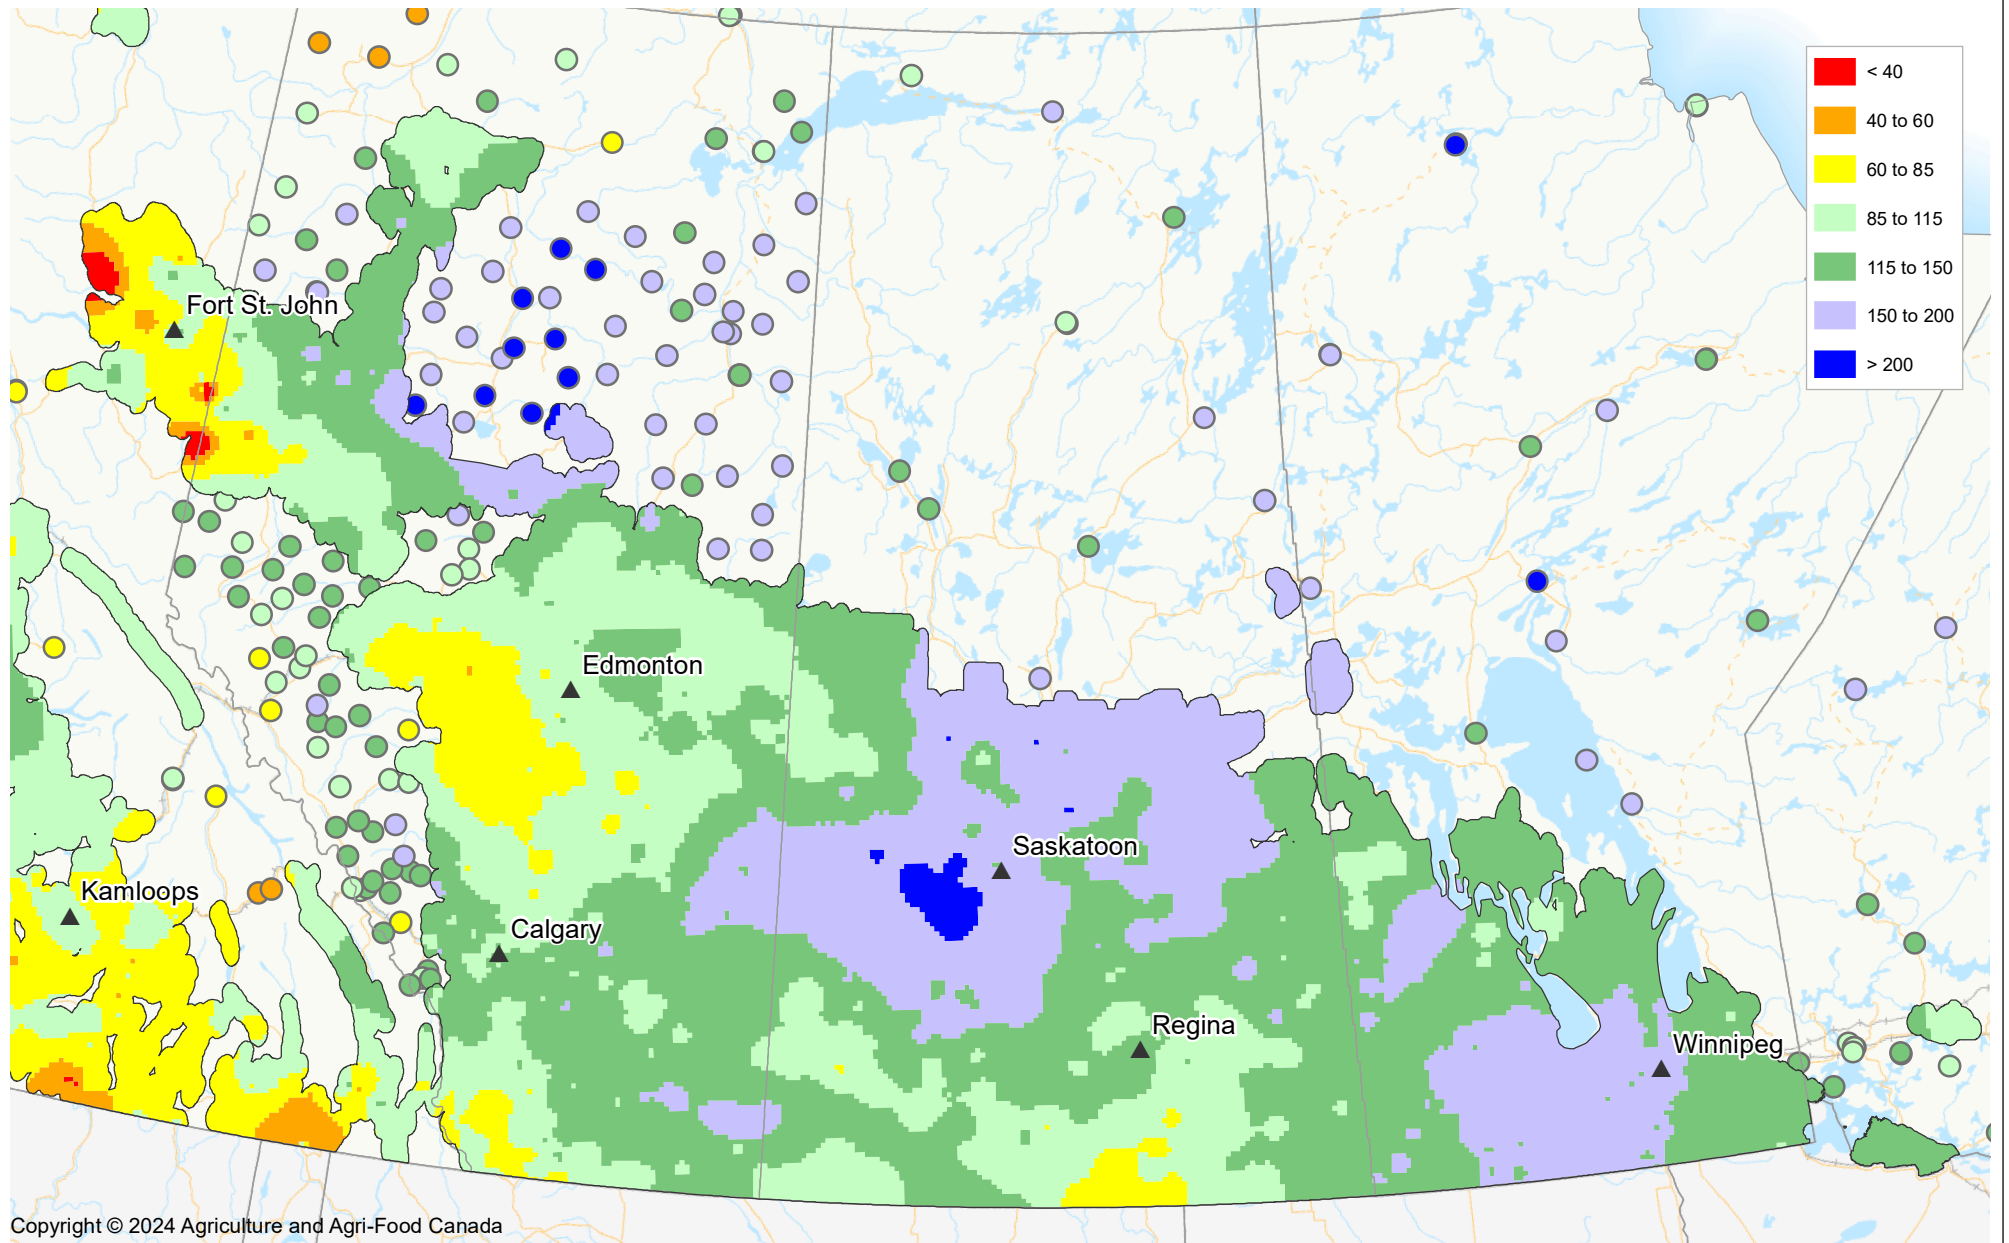 < 40
40 to 60
60 to 85
85 to 115
115 to 150
150 to 200
> 200
Fort St. John
Edmonton
Saskatoon
Kamloops
Calgary
Regina
Winnipeg
Copyright © 2024 Agriculture and Agri-Food Canada